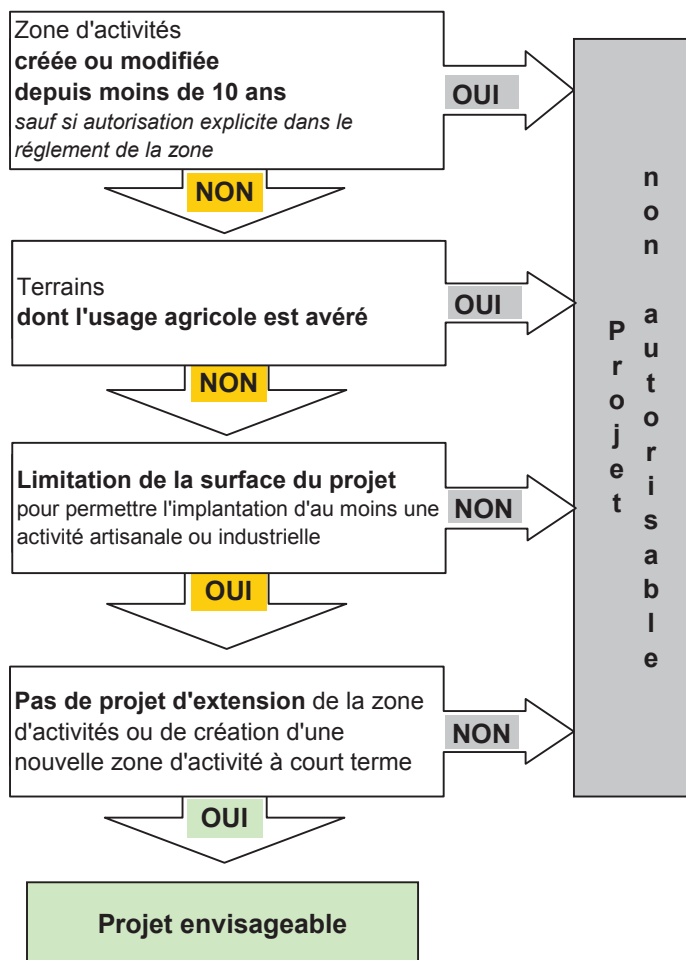 Zone d'activités
créée ou modifiée
depuis moins de 10 ans
sauf si autorisation explicite dans le
réglement de la zone
OUI
NON
Terrains
dont l'usage agricole est avéré
OUI
NON
Limitation de la surface du projet
pour permettre l'implantation d'au moins une
activité artisanale ou industrielle
NON
OUI
Pas de projet d'extension de la zone
d'activités ou de création d'une
nouvelle zone d'activité à court terme
NON
OUI
Projet envisageable
Projet
non autorisable